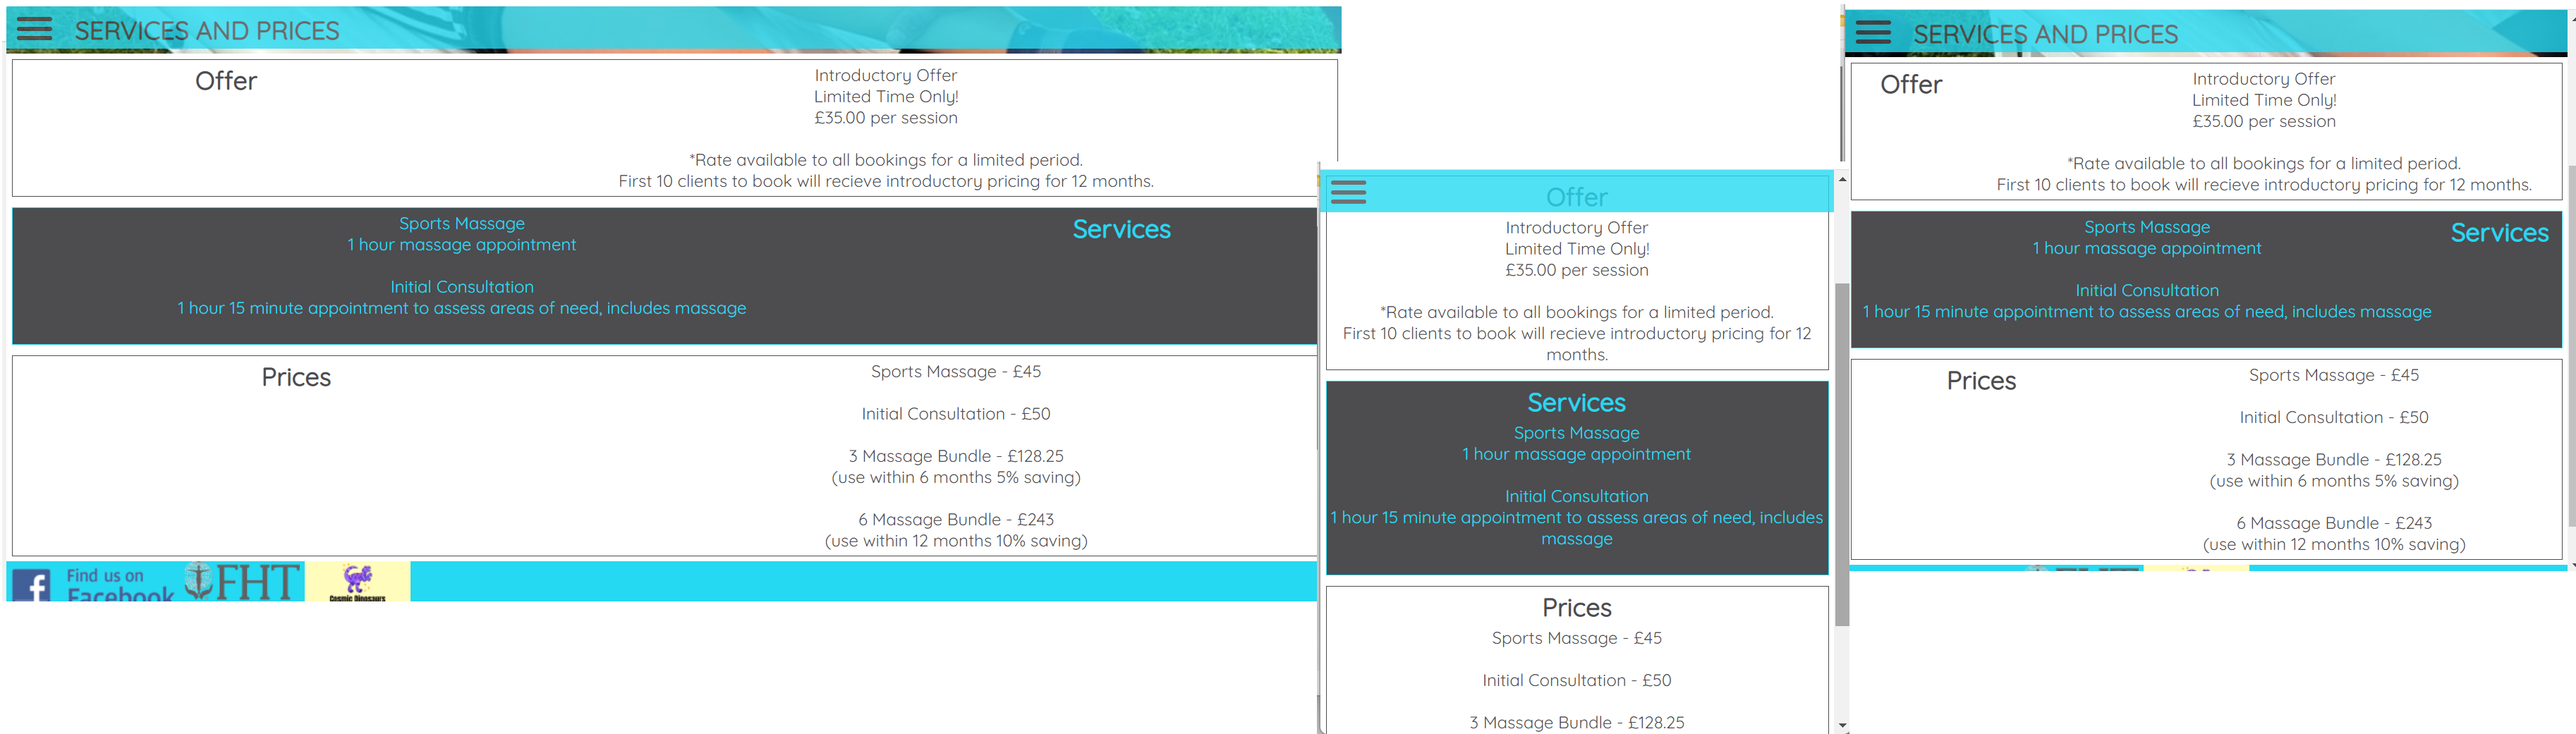 SERVICES AND PRICES
Offer
Introductory Offer
Limited Time Only!
£35.00 per session
*Rate available to all bookings for a limited period.
First 10 clients to book will recieve introductory pricing for 12 months.
Sports Massage
1 hour massage appointment
Initial Consultation
1 hour 15 minute appointment to assess areas of need, includes massage
Services
Prices
Sports Massage - £45
Initial Consultation - £50
3 Massage Bundle - £128.25
(use within 6 months 5% saving)
6 Massage Bundle - £243
(use within 12 months 10% saving)
Find us on
Facebook
FHT
Cosmic Dinosaurs
Offer
Introductory Offer
Limited Time Only!
£35.00 per session
*Rate available to all bookings for a limited period.
First 10 clients to book will recieve introductory pricing for 12
months.
Services
Sports Massage
1 hour massage appointment
Initial Consultation
1 hour 15 minute appointment to assess areas of need, includes
massage
Prices
Sports Massage - £45
Initial Consultation - £50
3 Massage Bundle - £128.25
SERVICES AND PRICES
Offer
Introductory Offer
Limited Time Only!
£35.00 per session
*Rate available to all bookings for a limited period.
First 10 clients to book will recieve introductory pricing for 12 months.
Sports Massage
1 hour massage appointment
Initial Consultation
1 hour 15 minute appointment to assess areas of need, includes massage
Services
Prices
Sports Massage - £45
Initial Consultation - £50
3 Massage Bundle - £128.25
(use within 6 months 5% saving)
6 Massage Bundle - £243
(use within 12 months 10% saving)